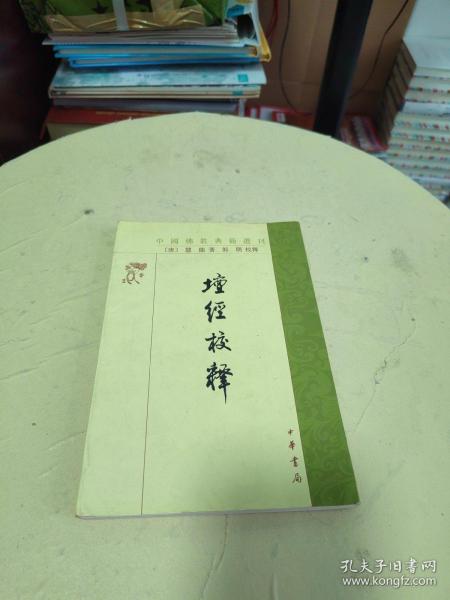 中國佛教典籍選刊
〔唐〕慧能著 郭朋校釋
壇經校釋
中華書局
孔夫子旧书网
www.kongfz.com